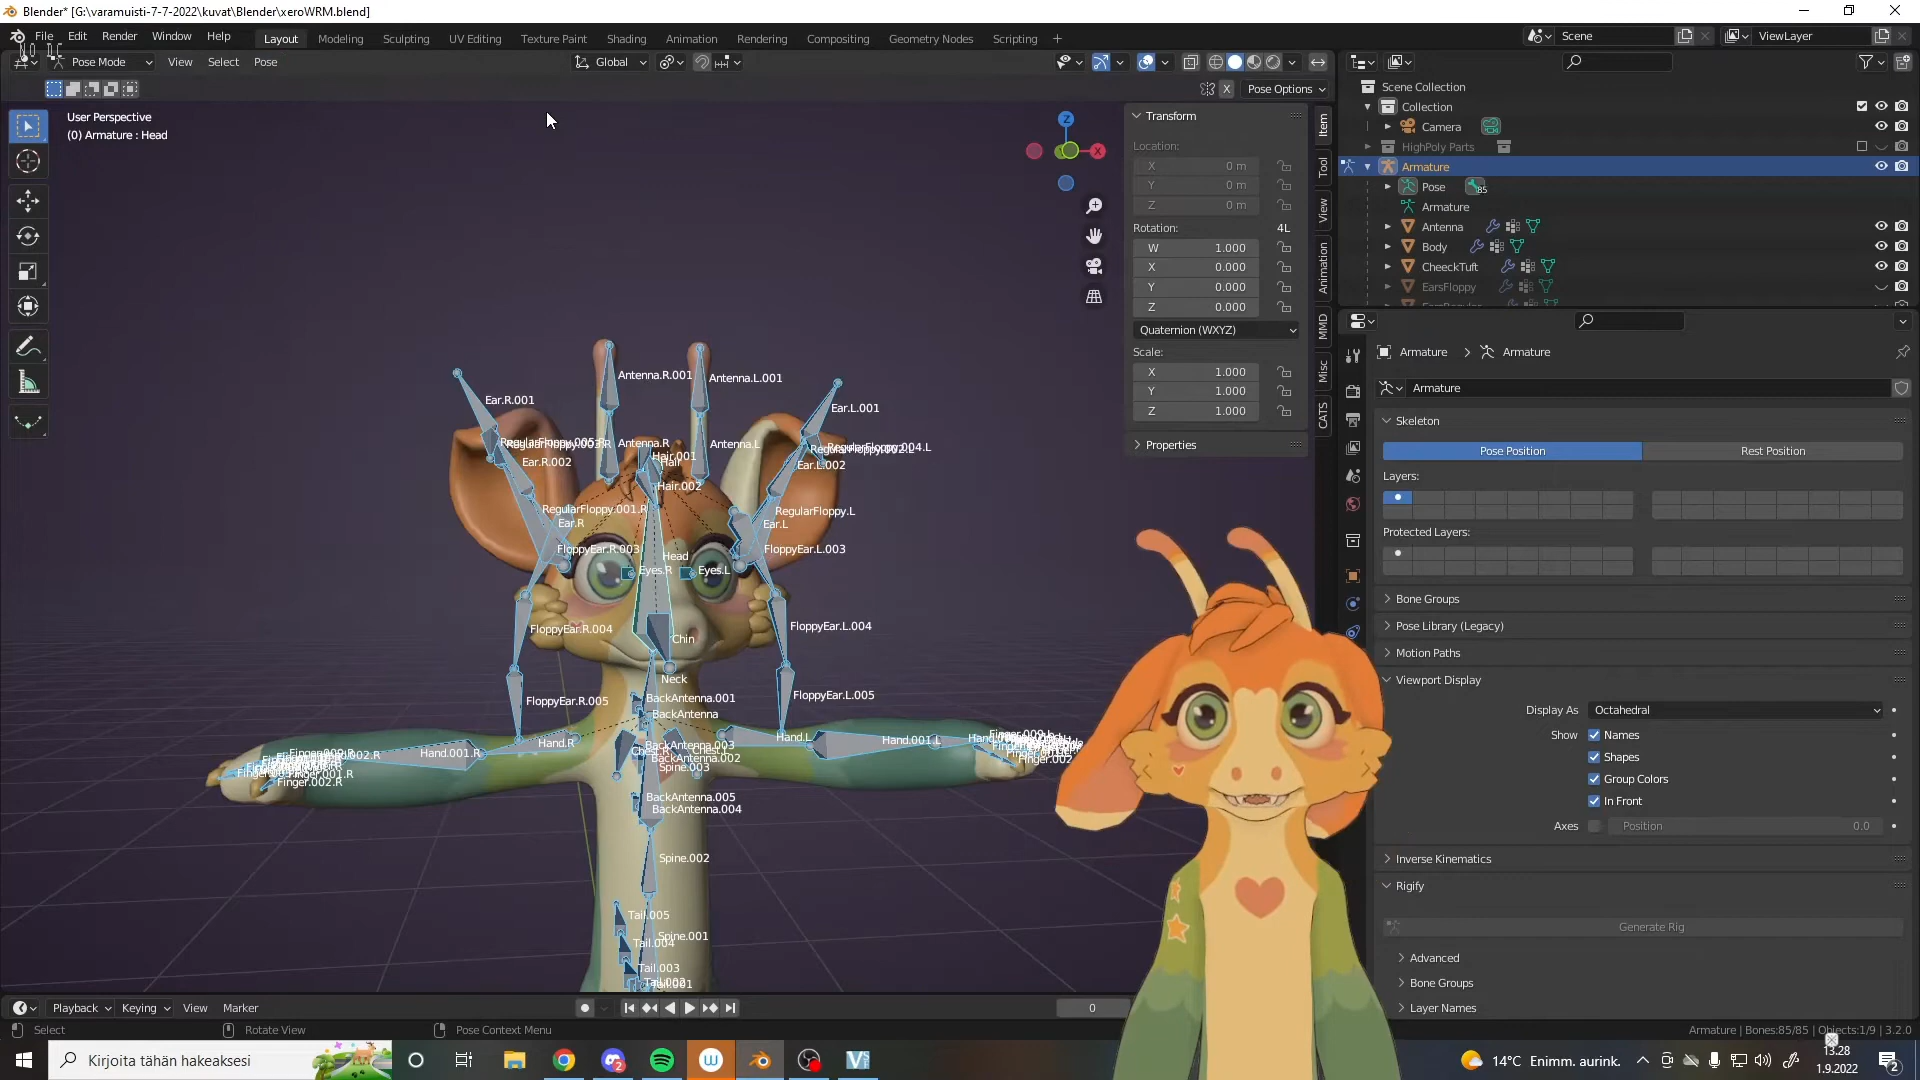 Blender* [G:\varamuisti-7-7-2022\kuvat\Blender\xeroWRM.blend]
File Edit Render Window Help
Layout Modeling Sculpting UV Editing Texture Paint Shading Animation Rendering Compositing Geometry Nodes Scripting +
Scene
ViewLayer
Pose Mode View Select Pose
Global
X Pose Options
User Perspective
(0) Armature : Head
Z
X
Transform
Location:
X 0 m
Y 0 m
Z 0 m
Rotation: 4L
W 1.000
X 0.000
Y 0.000
Z 0.000
Quaternion (WXYZ)
Scale:
X 1.000
Y 1.000
Z 1.000
Properties
Item
Tool
View
Animation
MMD
Misc
CATS
Scene Collection
Collection
Camera
HighPoly Parts
Armature
Pose 85
Armature
Antenna
Body
CheeckTuft
EarsFloppy
Armature > Armature
Armature
Skeleton
Pose Position Rest Position
Layers:
Protected Layers:
Bone Groups
Pose Library (Legacy)
Motion Paths
Viewport Display
Display As Octahedral
Show Names
Shapes
Group Colors
In Front
Axes Position 0.0
Inverse Kinematics
Rigify
Generate Rig
Advanced
Bone Groups
Layer Names
Antenna.R.001
Antenna.L.001
Ear.R.001
Ear.L.001
Antenna.R
Antenna.L
Hair.001
Hair
Ear.R.002
Ear.L.002
Hair.002
RegularFloppy.001.R
RegularFloppy.L
Ear.R
Ear.L
FloppyEar.R.003
FloppyEar.L.003
Head
Eyes.R
Eyes.L
FloppyEar.R.004
FloppyEar.L.004
Chin
Neck
FloppyEar.R.005
FloppyEar.L.005
BackAntenna.001
BackAntenna
Hand.R
Hand.L
Hand.001.R
Hand.001.L
BackAntenna.003
BackAntenna.002
Spine.003
Finger.002.R
BackAntenna.005
BackAntenna.004
Spine.002
Tail.005
Spine.001
Tail.004
Tail.003
Playback Keying View Marker
0
Select Rotate View Pose Context Menu
Armature | Bones:85/85 | Objects:1/9 | 3.2.0
Kirjoita tähän hakeaksesi
14°C Enimm. aurink.
13.28
1.9.2022
2